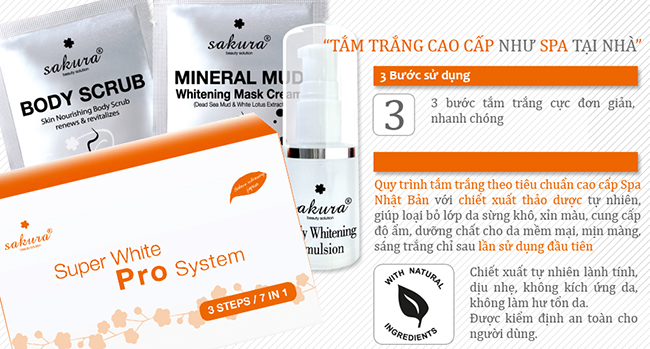 sakura
beauty solution
BODY SCRUB
Skin Nourishing Body Scrub
renews & revitalizes
sakura
beauty solution
MINERAL MUD
Whitening Mask Cream
(Dead Sea Mud & White Lotus Extract
sakura
beauty solution
Whitening
mulsion
sakura
beauty solution
Super White
Pro System
3 STEPS / 7 IN 1
“TẮM TRẮNG CAO CẤP NHƯ SPA TẠI NHÀ”
3 Bước sử dụng
3
3 bước tắm trắng cực đơn giản,
nhanh chóng
Quy trình tắm trắng theo tiêu chuẩn cao cấp Spa
Nhật Bản với chiết xuất thảo dược tự nhiên,
giúp loại bỏ lớp da sừng khô, xỉn màu, cung cấp
độ ẩm, dưỡng chất cho da mềm mại, mịn màng,
sáng trắng chỉ sau lần sử dụng đầu tiên
WITH NATURAL
INGREDIENTS
Chiết xuất tự nhiên lành tính,
dịu nhẹ, không kích ứng da,
không làm hư tổn da.
Được kiểm định an toàn cho
người dùng.